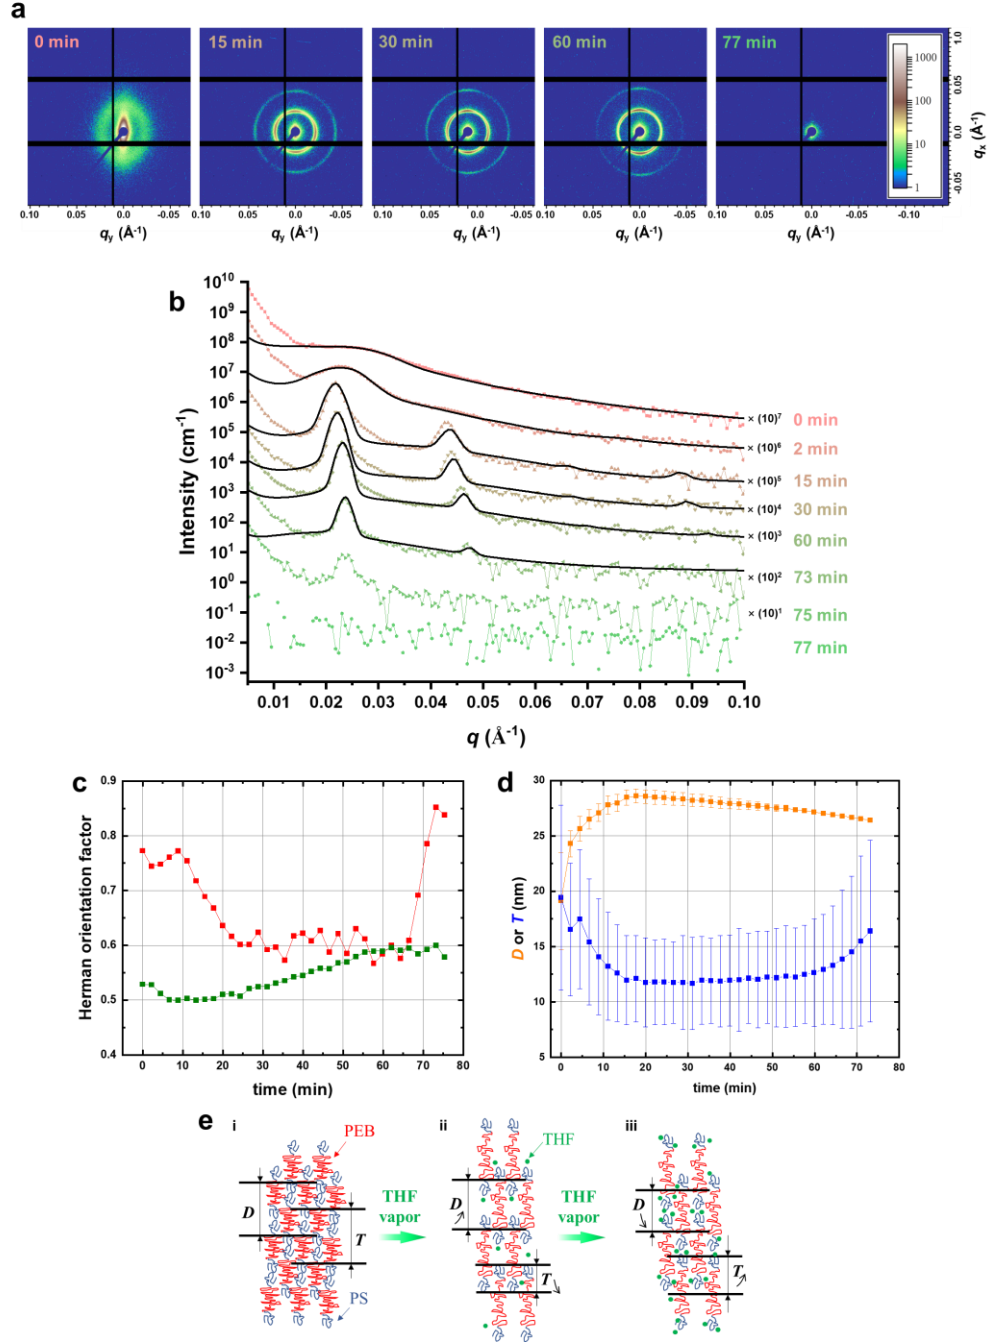 a
0 min
15 min
30 min
60 min
77 min
1000
100
10
1
1.0
0.05
0.0
-0.05
qx (Å-1)
0.10 0.05 0.0 -0.05
0.10 0.05 0.0 -0.05
0.10 0.05 0.0 -0.05
0.10 0.05 0.0 -0.05
0.10 0.05 0.0 -0.05 -0.10
qy (Å-1)
qy (Å-1)
qy (Å-1)
qy (Å-1)
qy (Å-1)
b
Intensity (cm-1)
10^10
10^9
10^8
10^7
10^6
10^5
10^4
10^3
10^2
10^1
10^0
10^-1
10^-2
10^-3
× (10)^7 0 min
× (10)^6 2 min
× (10)^5 15 min
× (10)^4 30 min
× (10)^3 60 min
× (10)^2 73 min
× (10)^1 75 min
77 min
0.01 0.02 0.03 0.04 0.05 0.06 0.07 0.08 0.09 0.10
q (Å-1)
c
Herman orientation factor
0.9
0.8
0.7
0.6
0.5
0.4
0 10 20 30 40 50 60 70 80
time (min)
d
D or T (nm)
30
25
20
15
10
5
0 10 20 30 40 50 60 70 80
time (min)
e
i
PEB
D
T
PS
THF
vapor
ii
THF
D
T
THF
vapor
iii
D
T